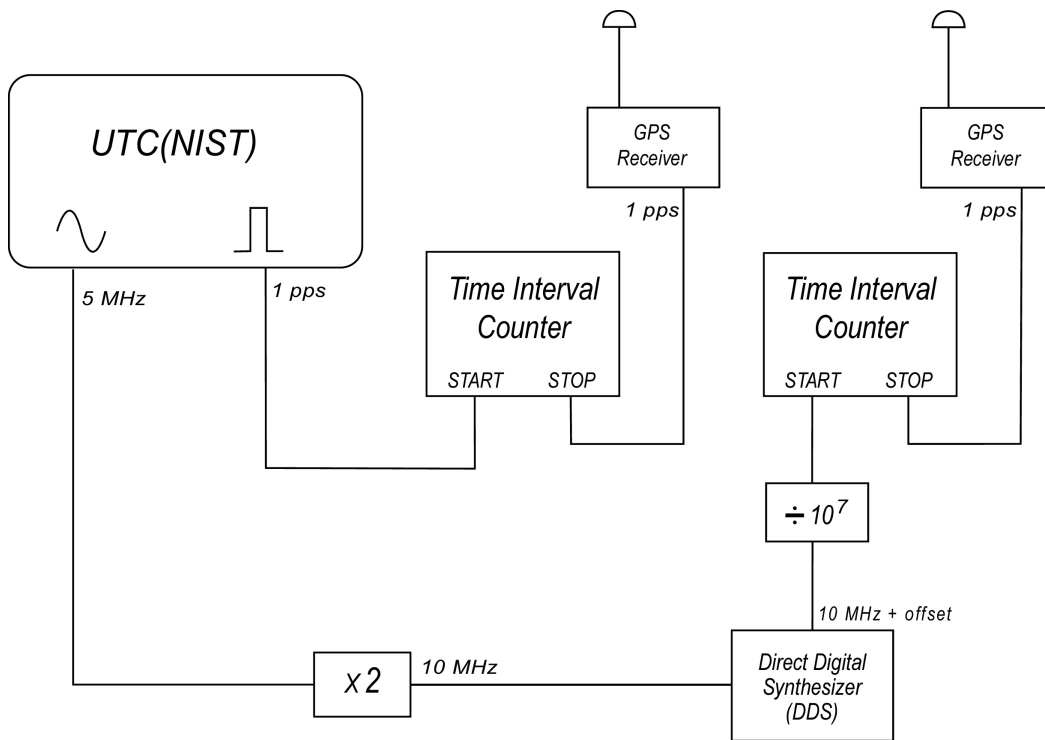 UTC(NIST)
5 MHz
1 pps
GPS
Receiver
1 pps
Time Interval
Counter
START STOP
GPS
Receiver
1 pps
Time Interval
Counter
START STOP
÷ 10⁷
10 MHz + offset
X 2
10 MHz
Direct Digital
Synthesizer
(DDS)